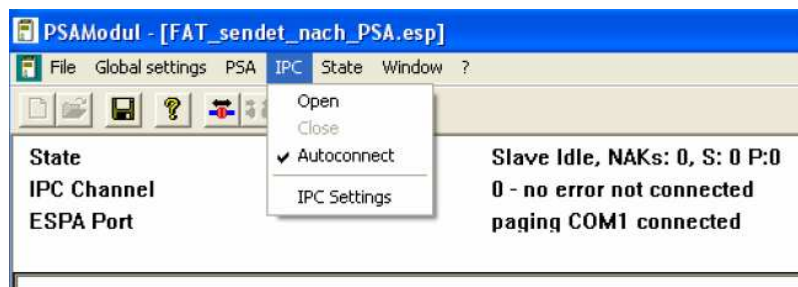 PSAModul - [FAT_sendet_nach_PSA.esp]
File Global settings PSA IPC State Window ?
Open
Close
Autoconnect
IPC Settings
State Slave Idle, NAKs: 0, S: 0 P:0
IPC Channel 0 - no error not connected
ESPA Port paging COM1 connected